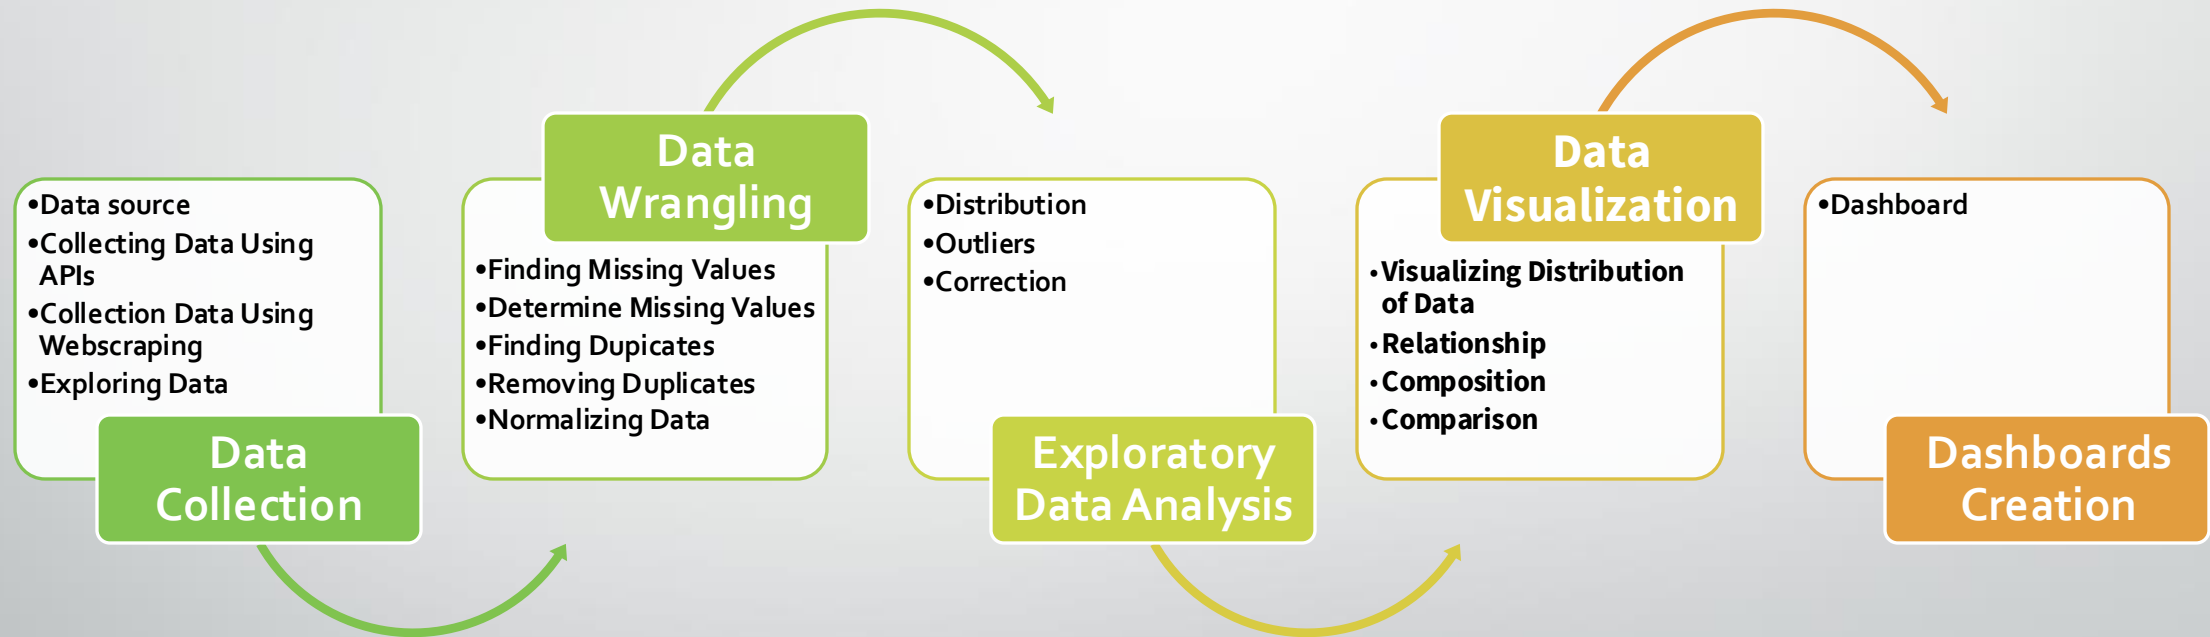 •Data source
•Collecting Data Using
APIs
•Collection Data Using
Webscraping
•Exploring Data
Data
Collection
Data
Wrangling
•Finding Missing Values
•Determine Missing Values
•Finding Dupicates
•Removing Duplicates
•Normalizing Data
•Distribution
•Outliers
•Correction
Exploratory
Data Analysis
Data
Visualization
•Visualizing Distribution
of Data
•Relationship
•Composition
•Comparison
•Dashboard
Dashboards
Creation